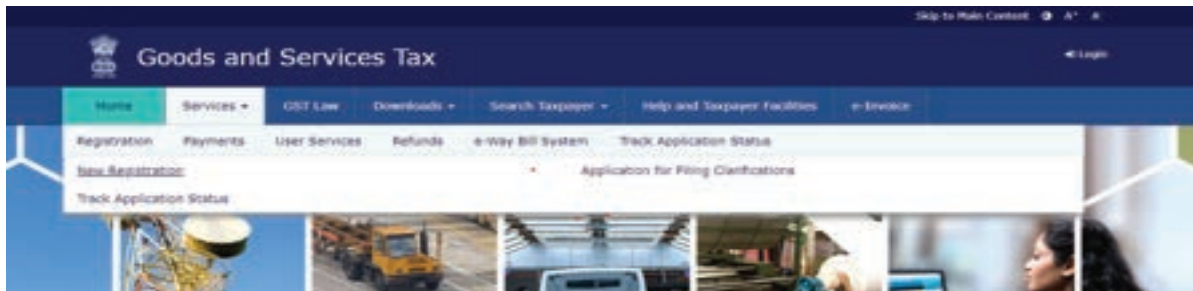 Skip to Main Content A⁺ A⁻
Goods and Services Tax
Login
Home Services GST Law Downloads Search Taxpayer Help and Taxpayer Facilities e-Invoice
Registration Payments User Services Refunds e-Way Bill System Track Application Status
New Registration Application for Filing Clarifications
Track Application Status